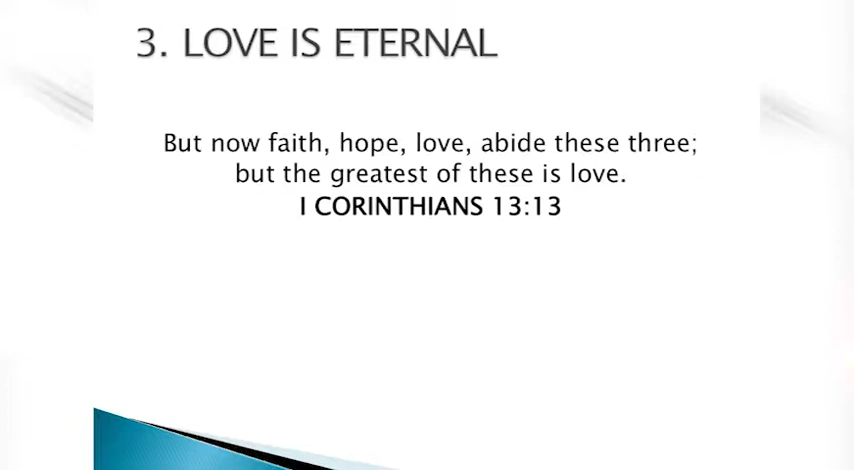 3. LOVE IS ETERNAL
But now faith, hope, love, abide these three;
but the greatest of these is love.
I CORINTHIANS 13:13